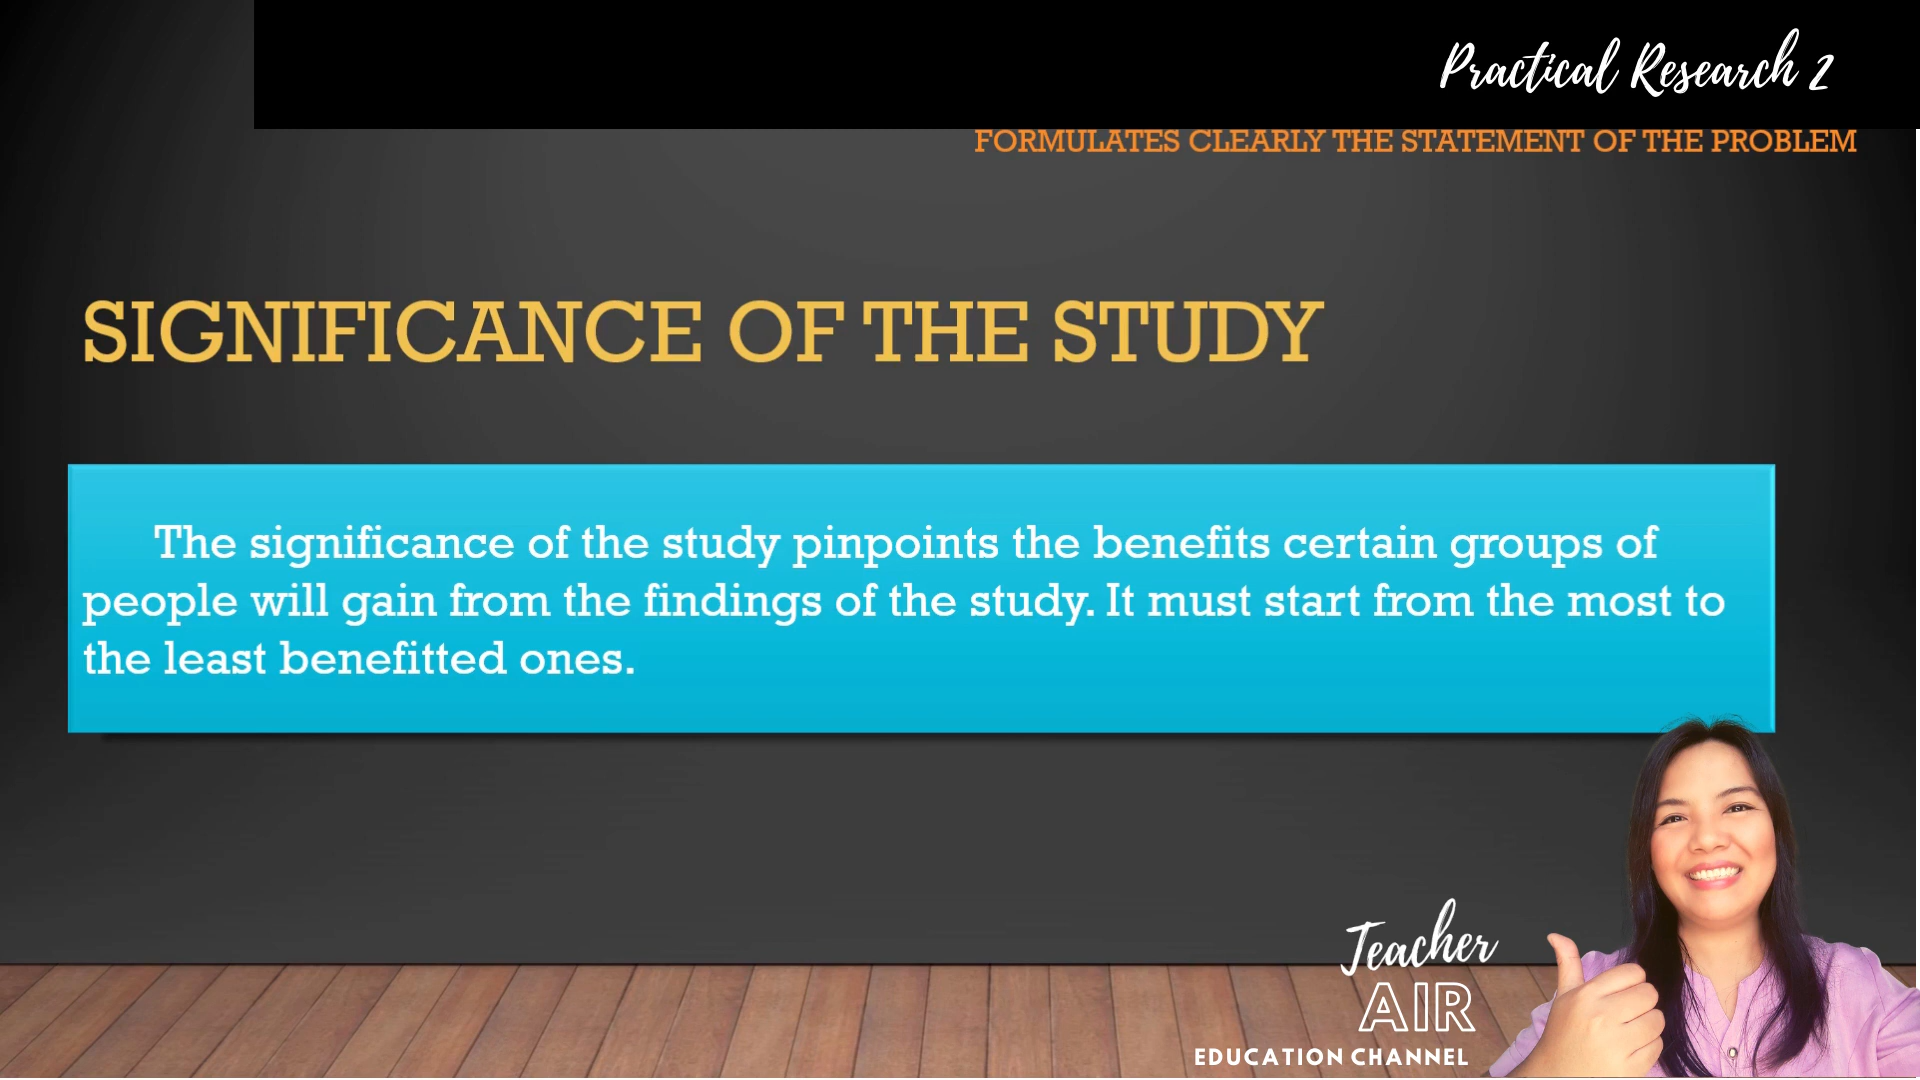 Practical Research 2
FORMULATES CLEARLY THE STATEMENT OF THE PROBLEM
SIGNIFICANCE OF THE STUDY
The significance of the study pinpoints the benefits certain groups of
people will gain from the findings of the study. It must start from the most to
the least benefitted ones.
Teacher
AIR
EDUCATION CHANNEL